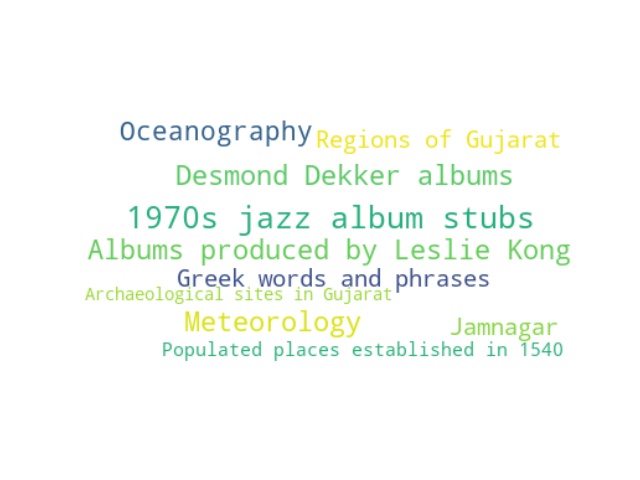 Oceanography
Regions of Gujarat
Desmond Dekker albums
1970s jazz album stubs
Albums produced by Leslie Kong
Greek words and phrases
Archaeological sites in Gujarat
Meteorology
Jamnagar
Populated places established in 1540